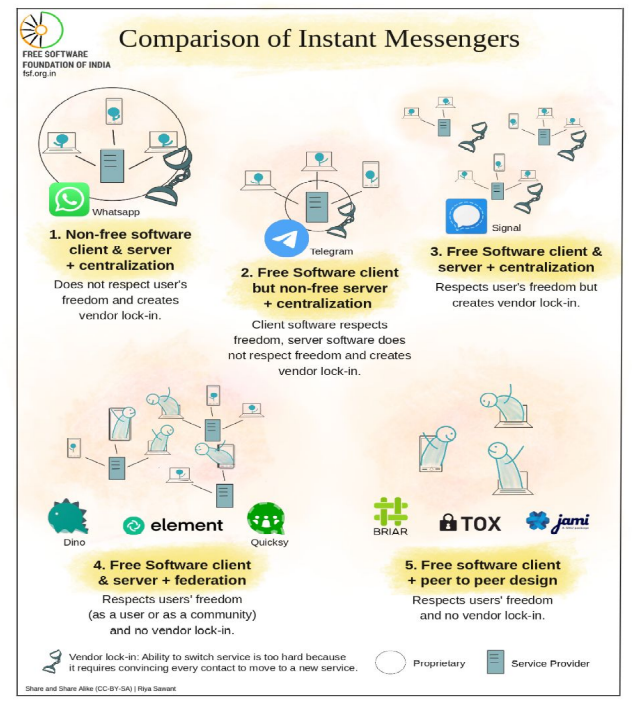 FREE SOFTWARE
FOUNDATION OF INDIA
fsf.org.in
Comparison of Instant Messengers
Whatsapp
1. Non-free software
client & server
+ centralization
Does not respect user's
freedom and creates
vendor lock-in.
Telegram
2. Free Software client
but non-free server
+ centralization
Client software respects
freedom, server software does
not respect freedom and creates
vendor lock-in.
Signal
3. Free Software client &
server + centralization
Respects user's freedom but
creates vendor lock-in.
Dino
element
Quicksy
4. Free Software client
& server + federation
Respects users' freedom
(as a user or as a community)
and no vendor lock-in.
BRIAR
TOX
jami
5. Free software client
+ peer to peer design
Respects users' freedom
and no vendor lock-in.
Vendor lock-in: Ability to switch service is too hard because
it requires convincing every contact to move to a new service.
Proprietary
Service Provider
Share and Share Alike (CC-BY-SA) | Riya Sawant